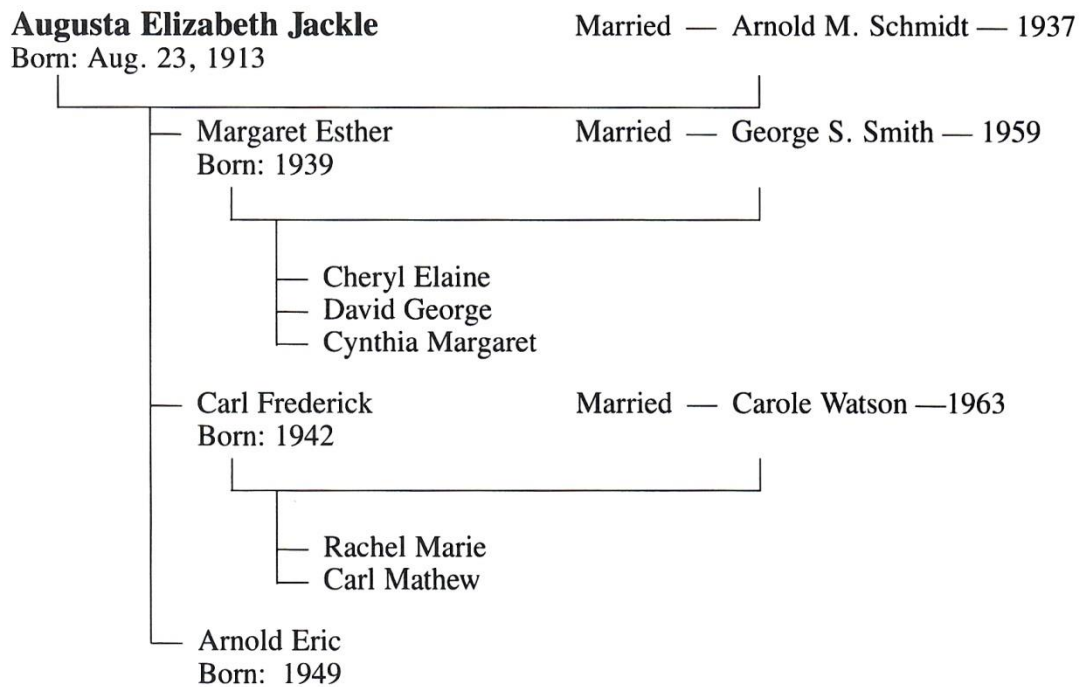 Augusta Elizabeth Jackle Married — Arnold M. Schmidt — 1937
Born: Aug. 23, 1913
Margaret Esther Married — George S. Smith — 1959
Born: 1939
Cheryl Elaine
David George
Cynthia Margaret
Carl Frederick Married — Carole Watson —1963
Born: 1942
Rachel Marie
Carl Mathew
Arnold Eric
Born: 1949